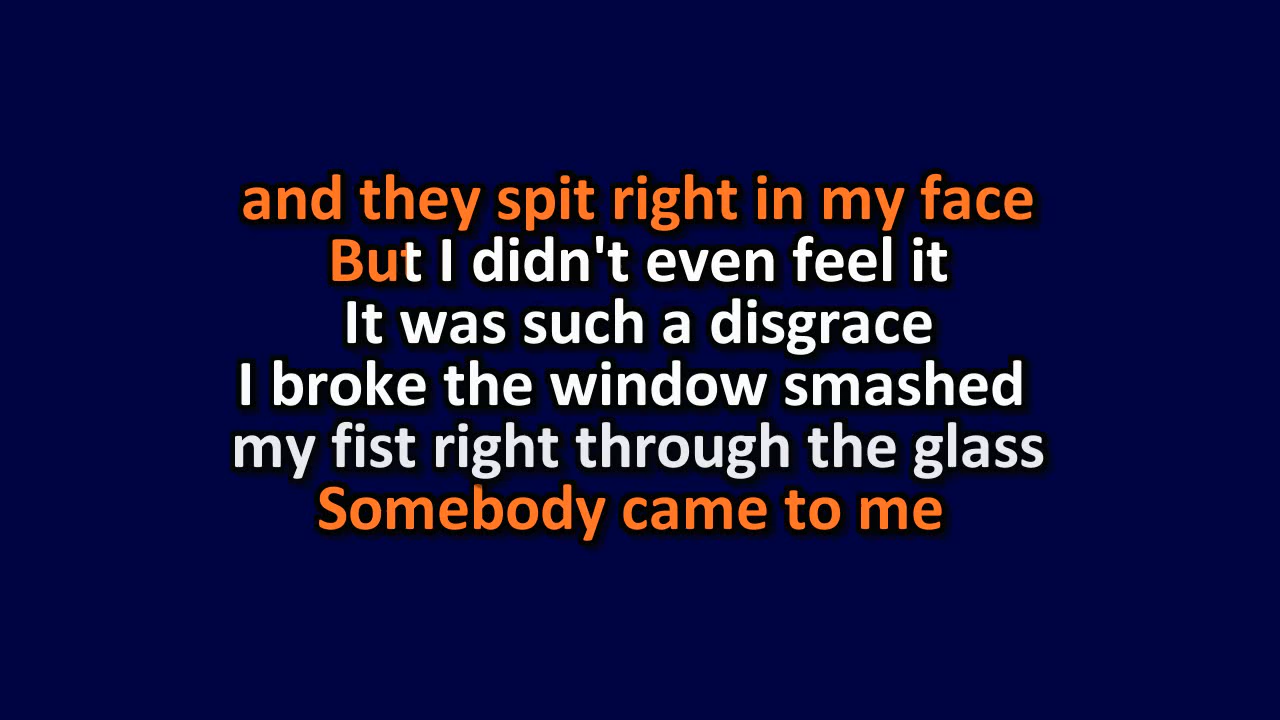 and they spit right in my face
But I didn't even feel it
It was such a disgrace
I broke the window smashed
my fist right through the glass
Somebody came to me